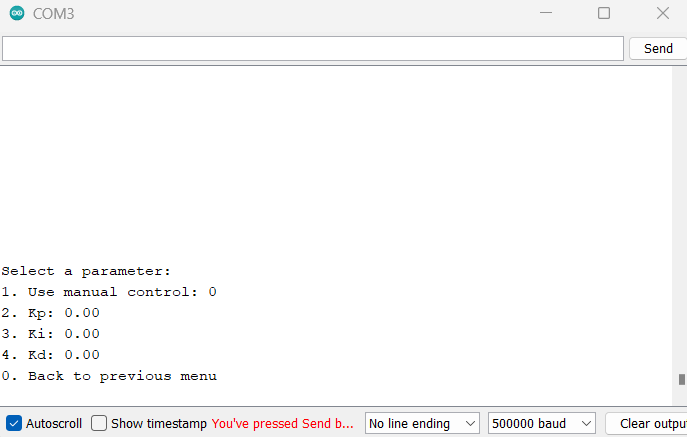 COM3
Send
Select a parameter:
1. Use manual control: 0
2. Kp: 0.00
3. Ki: 0.00
4. Kd: 0.00
0. Back to previous menu
Autoscroll Show timestamp You've pressed Send b... No line ending 500000 baud Clear output